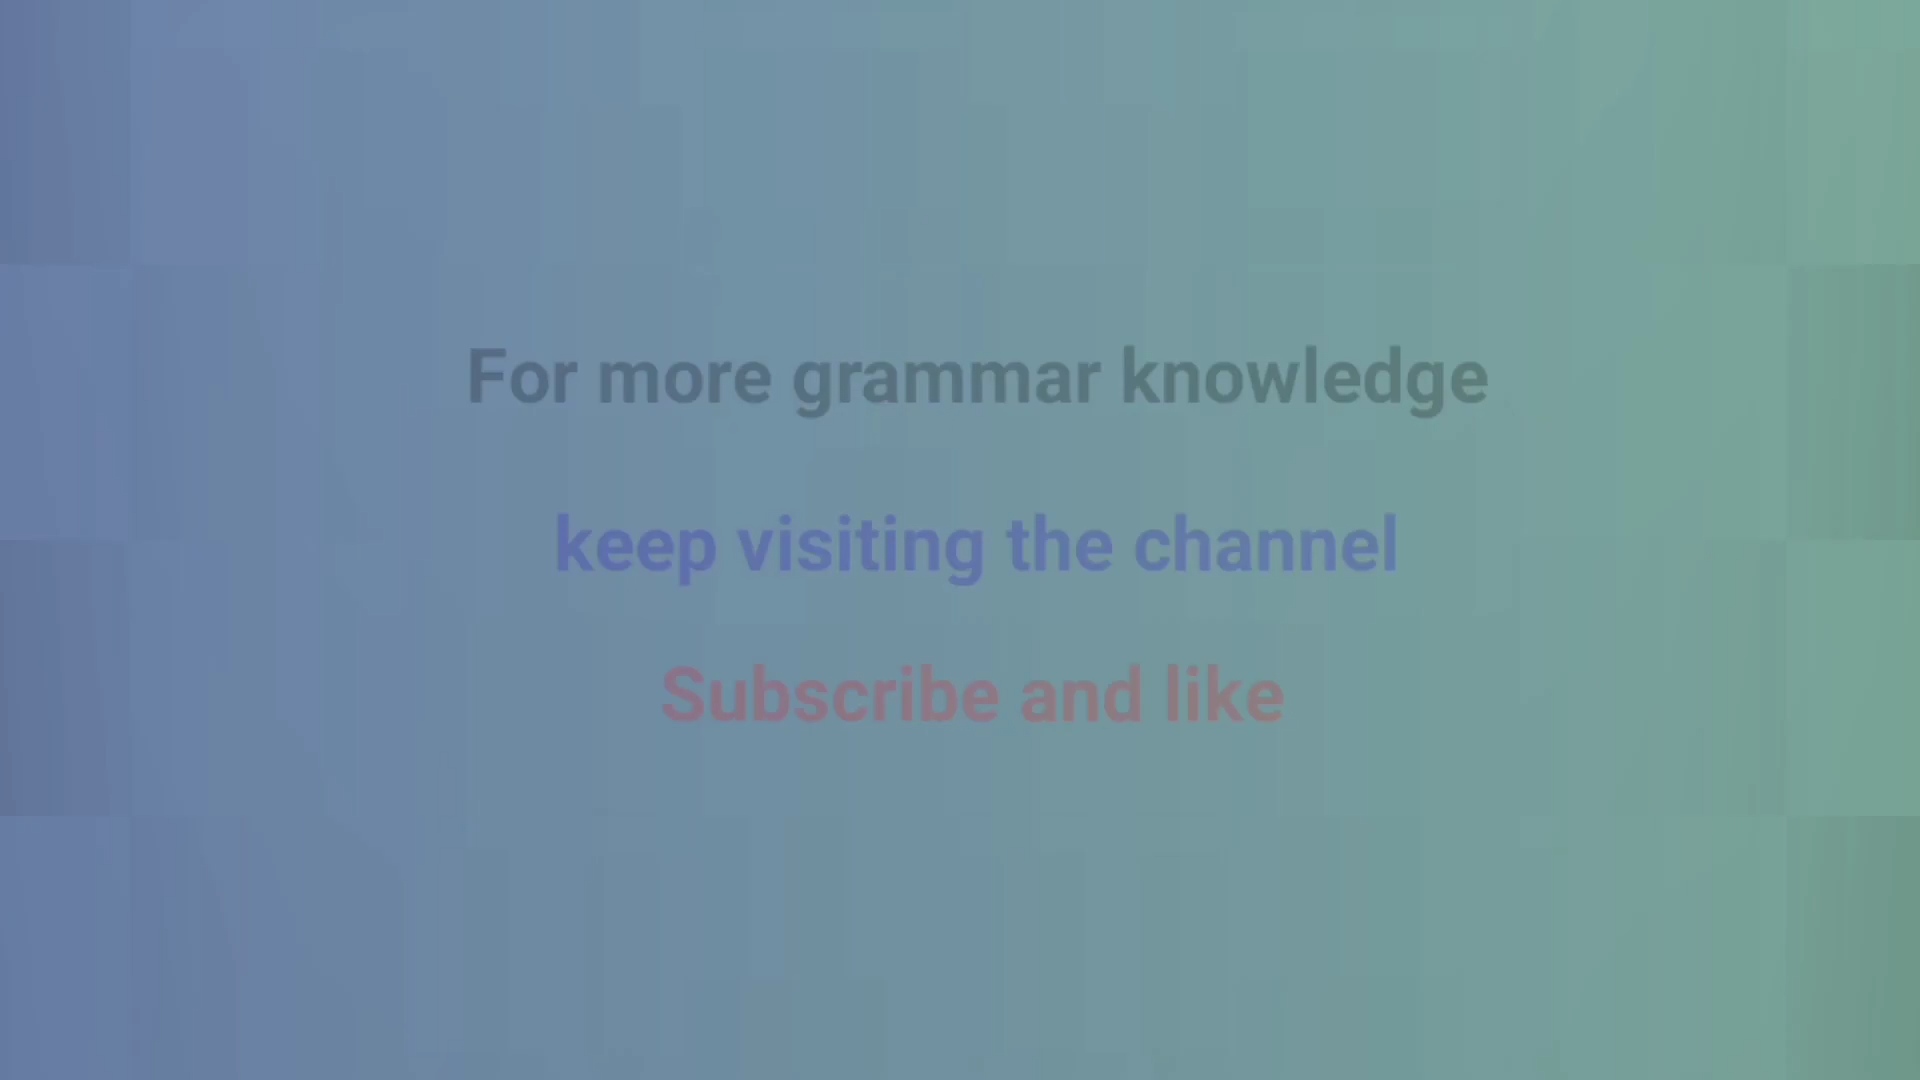 For more grammar knowledge
keep visiting the channel
Subscribe and like